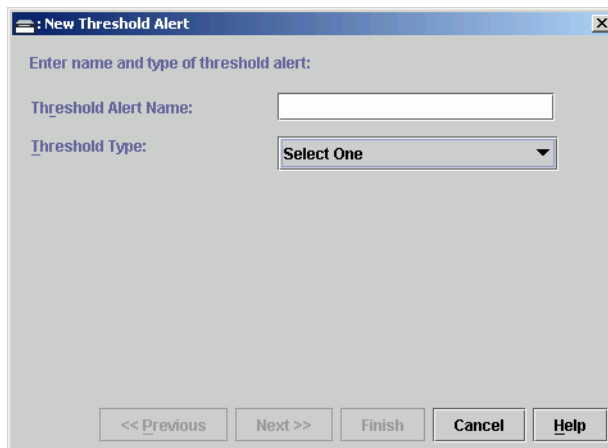 : New Threshold Alert
Enter name and type of threshold alert:
Threshold Alert Name:
Threshold Type:
Select One
<< Previous
Next >>
Finish
Cancel
Help